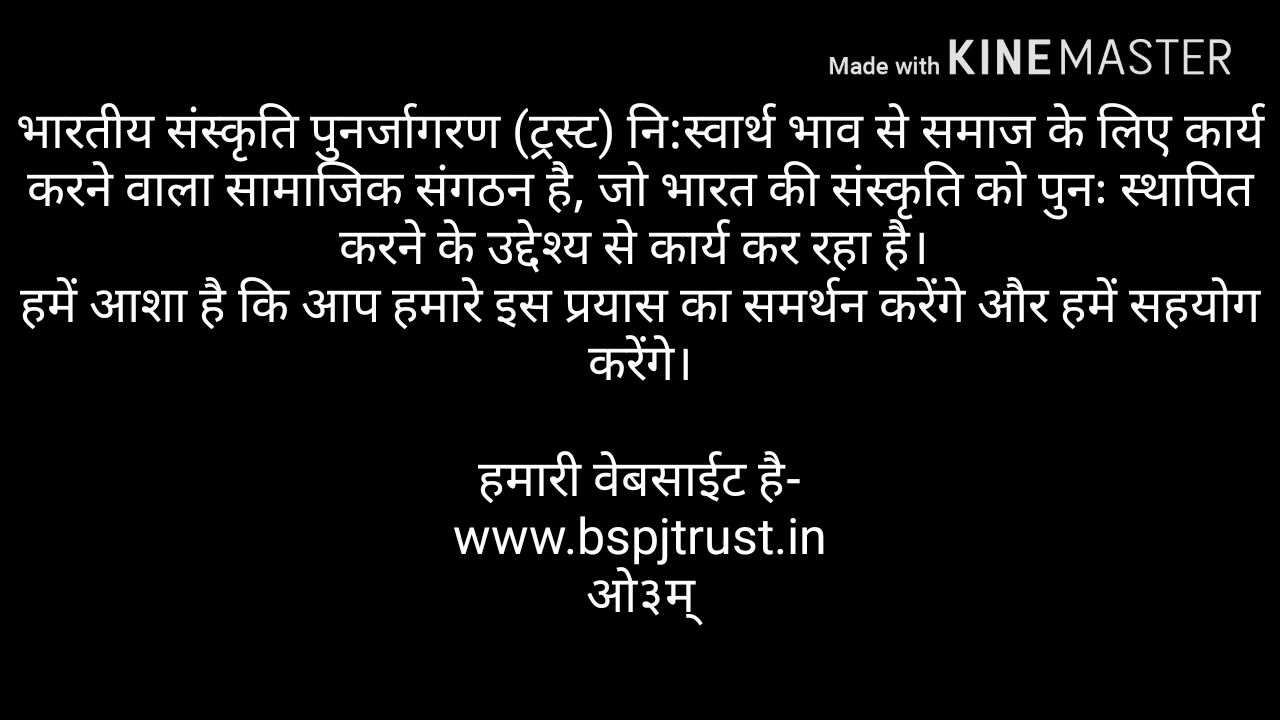 Made with KINEMASTER
भारतीय संस्कृति पुनर्जागरण (ट्रस्ट) नि:स्वार्थ भाव से समाज के लिए कार्य
करने वाला सामाजिक संगठन है, जो भारत की संस्कृति को पुनः स्थापित
करने के उद्देश्य से कार्य कर रहा है।
हमें आशा है कि आप हमारे इस प्रयास का समर्थन करेंगे और हमें सहयोग
करेंगे।
हमारी वेबसाईट है-
www.bspjtrust.in
ओ३म्